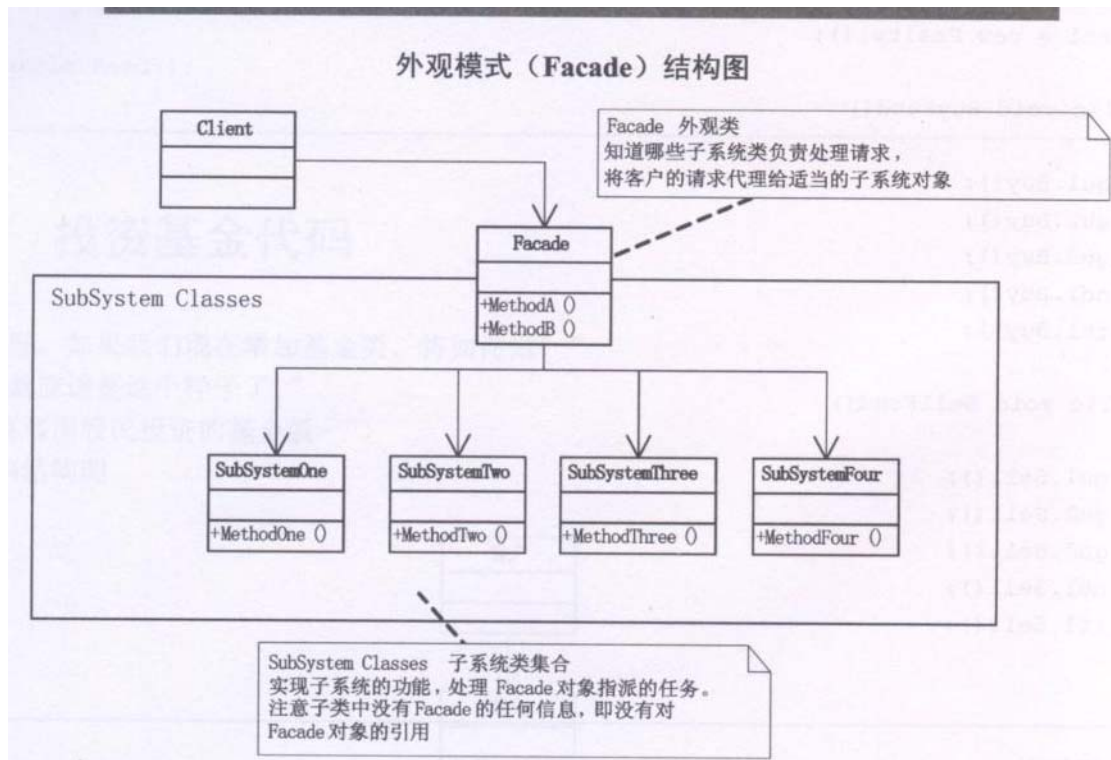 外观模式（Facade）结构图
Client
Facade 外观类
知道哪些子系统类负责处理请求，
将客户的请求代理给适当的子系统对象
Facade
+MethodA ()
+MethodB ()
SubSystem Classes
SubSystemOne
+MethodOne ()
SubSystemTwo
+MethodTwo ()
SubSystemThree
+MethodThree ()
SubSystemFour
+MethodFour ()
SubSystem Classes 子系统类集合
实现子系统的功能，处理 Facade 对象指派的任务。
注意子类中没有 Facade 的任何信息，即没有对
Facade 对象的引用